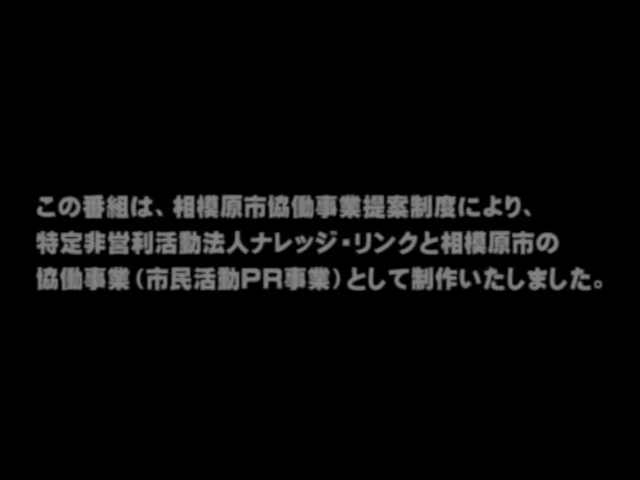 この番組は、相模原市協働事業提案制度により、
特定非営利活動法人ナレッジ・リンクと相模原市の
協働事業（市民活動PR事業）として制作いたしました。